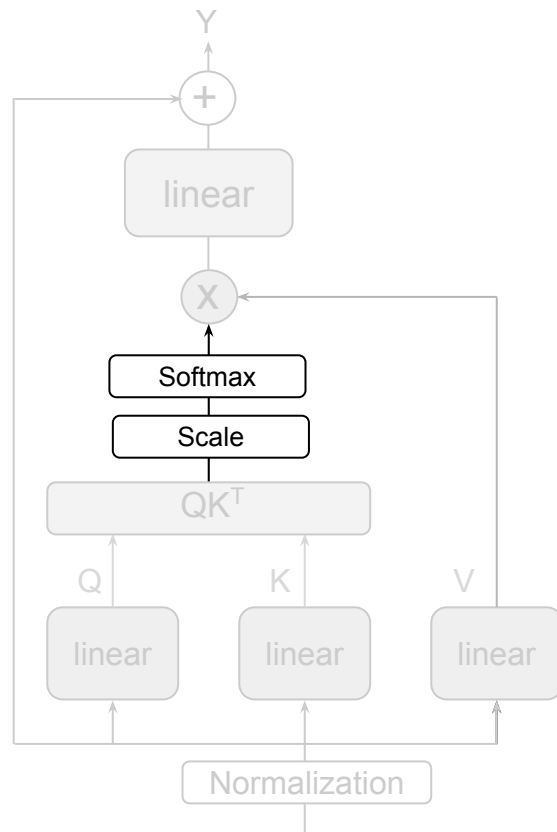 Y
+
linear
X
Softmax
Scale
QKᵀ
Q K V
linear linear linear
Normalization